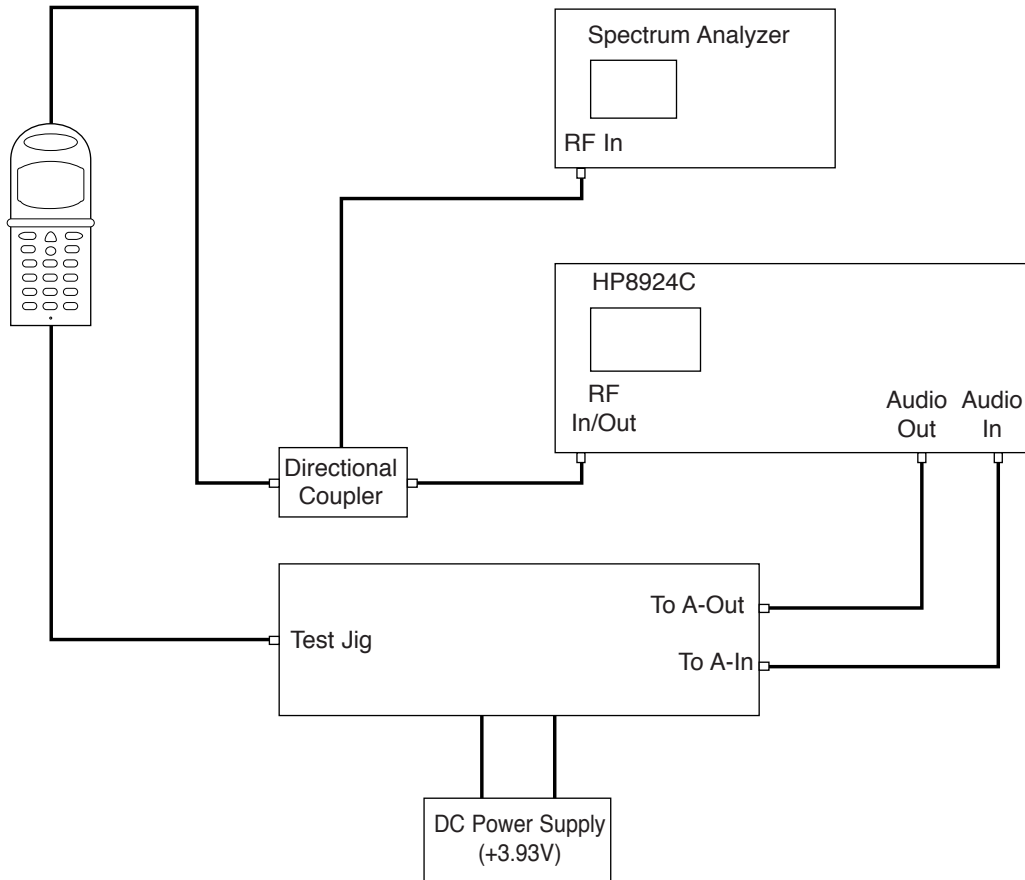 Spectrum Analyzer
RF In
HP8924C
RF
In/Out
Audio
Out
Audio
In
Directional
Coupler
To A-Out
Test Jig
To A-In
DC Power Supply
(+3.93V)